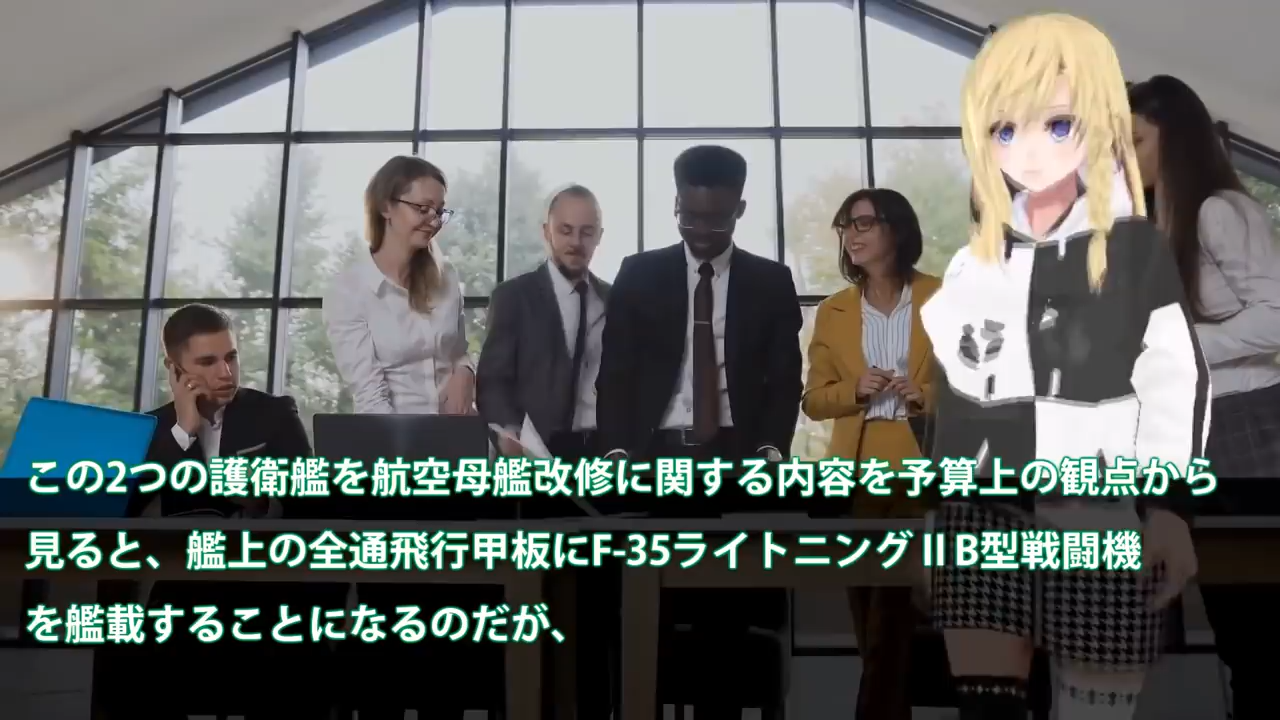 この2つの護衛艦を航空母艦改修に関する内容を予算上の観点から
見ると、艦上の全通飛行甲板にF-35ライトニングⅡB型戦闘機
を艦載することになるのだが、